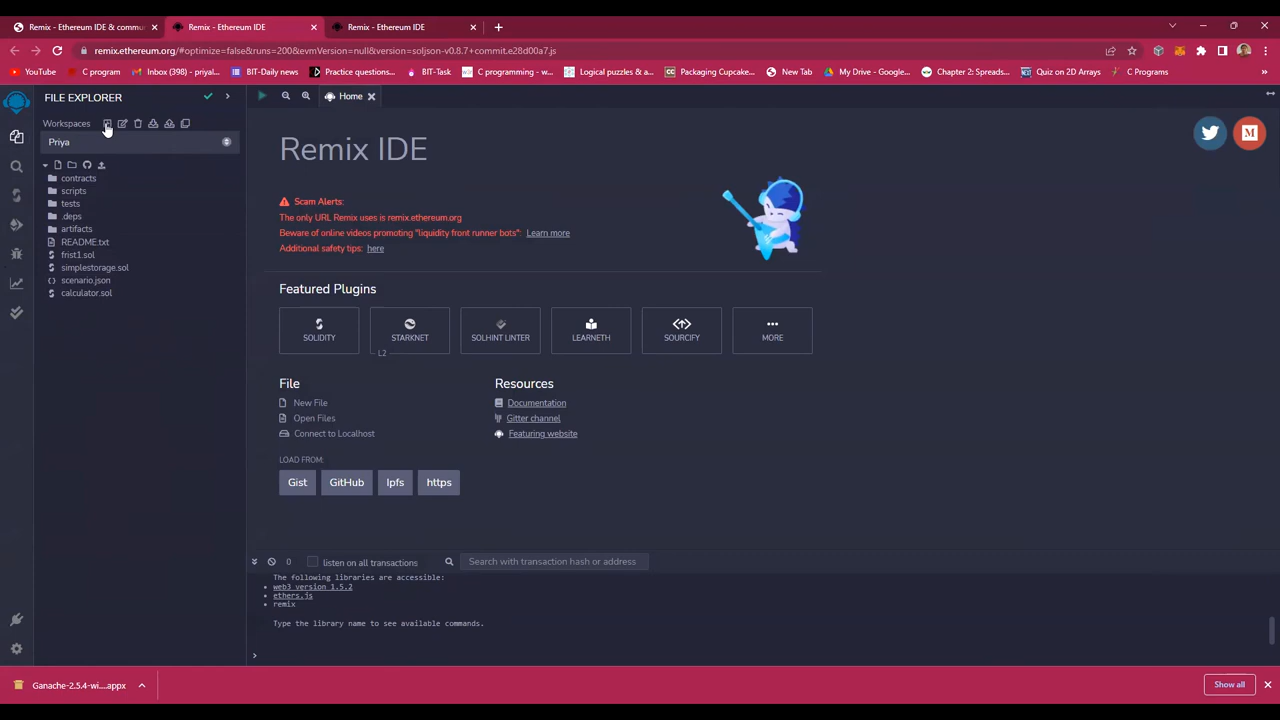 Remix - Ethereum IDE & commu
Remix - Ethereum IDE
Remix - Ethereum IDE
remix.ethereum.org/#optimize=false&runs=200&evmVersion=null&version=soljson-v0.8.7+commit.e28d00a7.js
YouTube
C program
Inbox (398) - priyal...
BIT-Daily news
Practice questions...
BIT-Task
C programming - w...
Logical puzzles & a...
Packaging Cupcake...
New Tab
My Drive - Google...
Chapter 2: Spreads...
Quiz on 2D Arrays
C Programs
FILE EXPLORER
Workspaces
Priya
contracts
scripts
tests
.deps
artifacts
README.txt
frist1.sol
simplestorage.sol
scenario.json
calculator.sol
Home
Remix IDE
Scam Alerts:
The only URL Remix uses is remix.ethereum.org
Beware of online videos promoting "liquidity front runner bots": Learn more
Additional safety tips: here
Featured Plugins
SOLIDITY
STARKNET
L2
SOLHINT LINTER
LEARNETH
SOURCIFY
MORE
File
New File
Open Files
Connect to Localhost
LOAD FROM:
Gist
GitHub
Ipfs
https
Resources
Documentation
Gitter channel
Featuring website
0
listen on all transactions
Search with transaction hash or address
The following libraries are accessible:
web3 version 1.5.2
ethers.js
remix
Type the library name to see available commands.
>
Ganache-2.5.4-wi....appx
Show all